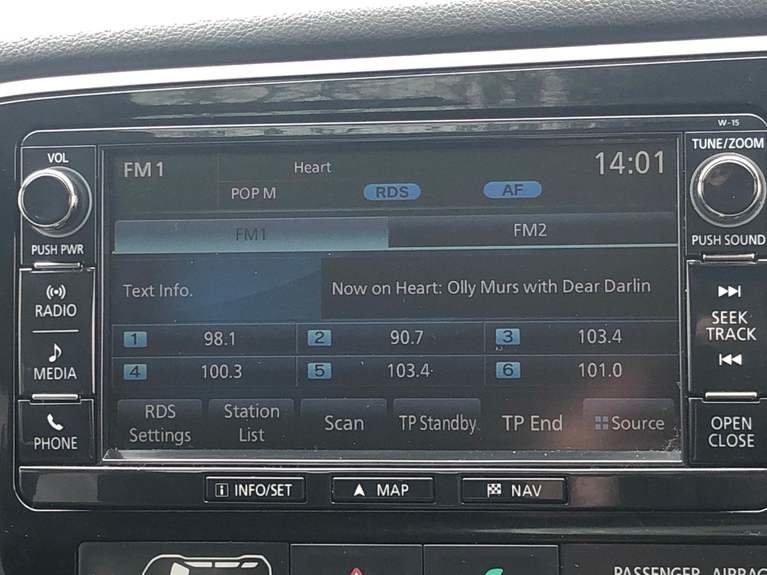 W-15
VOL
PUSH PWR
RADIO
MEDIA
PHONE
FM1 Heart 14:01
POP M RDS AF
FM1 FM2
Text Info. Now on Heart: Olly Murs with Dear Darlin
1 98.1 2 90.7 3 103.4
4 100.3 5 103.4 6 101.0
RDS Settings
Station List
Scan
TP Standby
TP End
Source
TUNE/ZOOM
PUSH SOUND
SEEK
TRACK
OPEN
CLOSE
i INFO/SET
MAP
NAV
PASSENGER AIRBAG